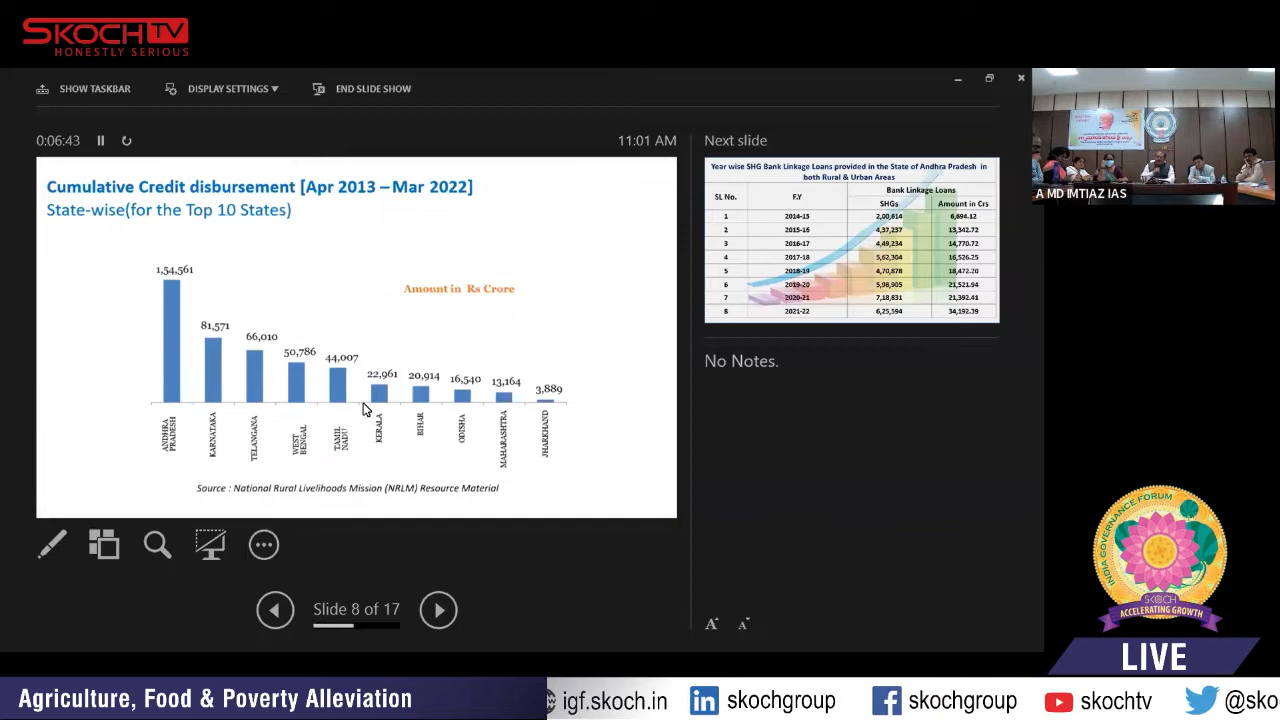 SKOCH TV
HONESTLY SERIOUS
SHOW TASKBAR
DISPLAY SETTINGS
END SLIDE SHOW
0:06:43
11:01 AM
Cumulative Credit disbursement [Apr 2013 – Mar 2022]
State-wise(for the Top 10 States)
Amount in Rs Crore
1,54,561
81,571
66,010
50,786
44,007
22,961
20,914
16,540
13,164
3,889
ANDHRA PRADESH
KARNATAKA
TELANGANA
WEST BENGAL
TAMIL NADU
KERALA
BIHAR
ODISHA
MAHARASHTRA
JHARKHAND
Source : National Rural Livelihoods Mission (NRLM) Resource Material
Slide 8 of 17
Next slide
Year wise SHG Bank Linkage Loans provided in the State of Andhra Pradesh in
both Rural & Urban Areas
SL No. F.Y Bank Linkage Loans
SHGs Amount in Crs
1 2014-15 2,00,614 6,694.12
2 2015-16 4,37,237 13,342.72
3 2016-17 4,49,234 14,770.72
4 2017-18 5,62,304 16,526.25
5 2018-19 4,70,878 18,472.20
6 2019-20 5,98,905 21,521.94
7 2020-21 7,18,831 21,392.41
8 2021-22 6,25,594 34,192.39
No Notes.
A A
A MD IMTIAZ IAS
INDIA GOVERNANCE FORUM
SKOCH
ACCELERATING GROWTH
LIVE
Agriculture, Food & Poverty Alleviation
igf.skoch.in
in skochgroup
f skochgroup
skochtv
@sko